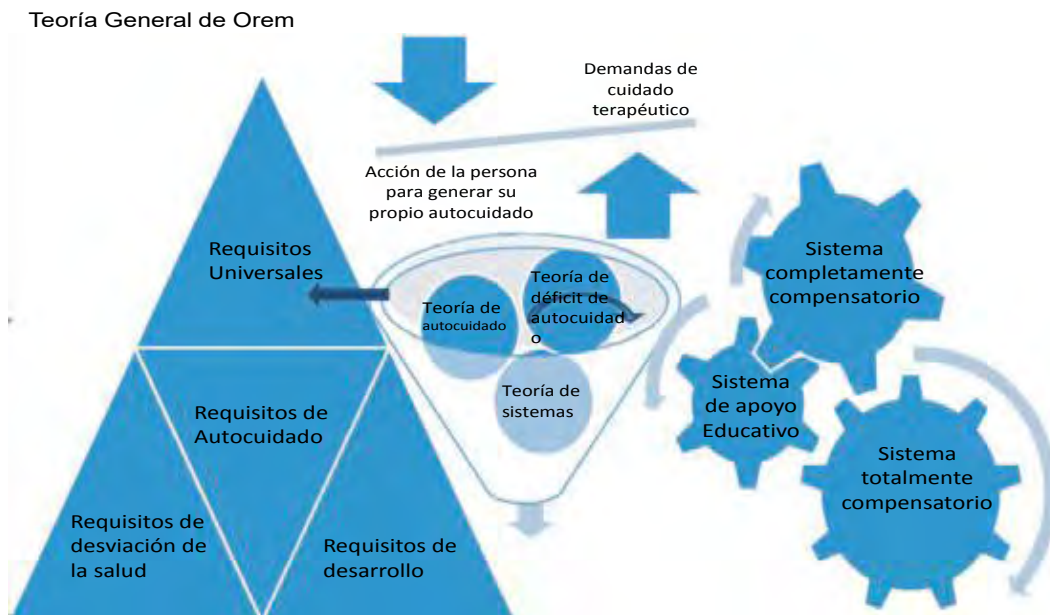 Teoría General de Orem
Demandas de
cuidado
terapéutico
Acción de la persona
para generar su
propio autocuidado
Requisitos
Universales
Teoría de
autocuidado
Teoría de
déficit de
autocuidad
o
Teoría de
sistemas
Sistema
completamente
compensatorio
Sistema
de apoyo
Educativo
Sistema
totalmente
compensatorio
Requisitos de
Autocuidado
Requisitos de
desviación de
la salud
Requisitos de
desarrollo